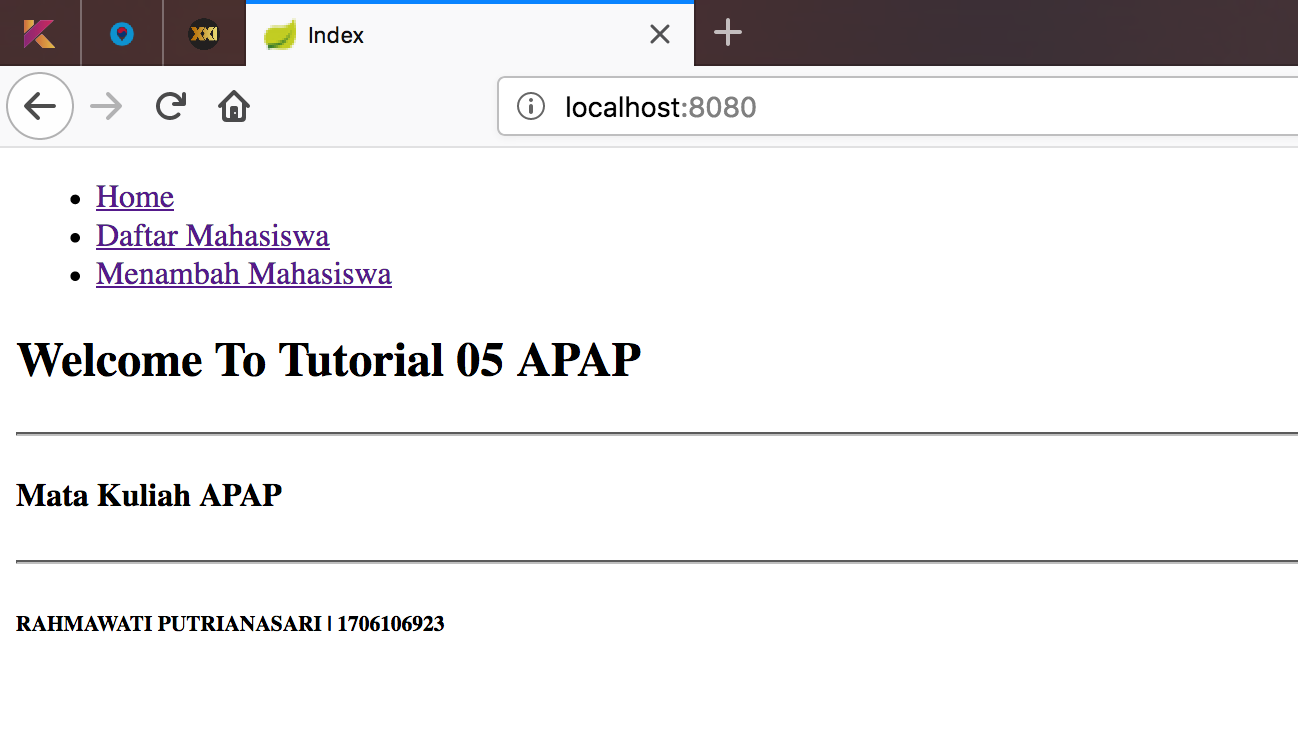 XXI
Index
localhost:8080
Home
Daftar Mahasiswa
Menambah Mahasiswa
Welcome To Tutorial 05 APAP
Mata Kuliah APAP
RAHMAWATI PUTRIANASARI | 1706106923